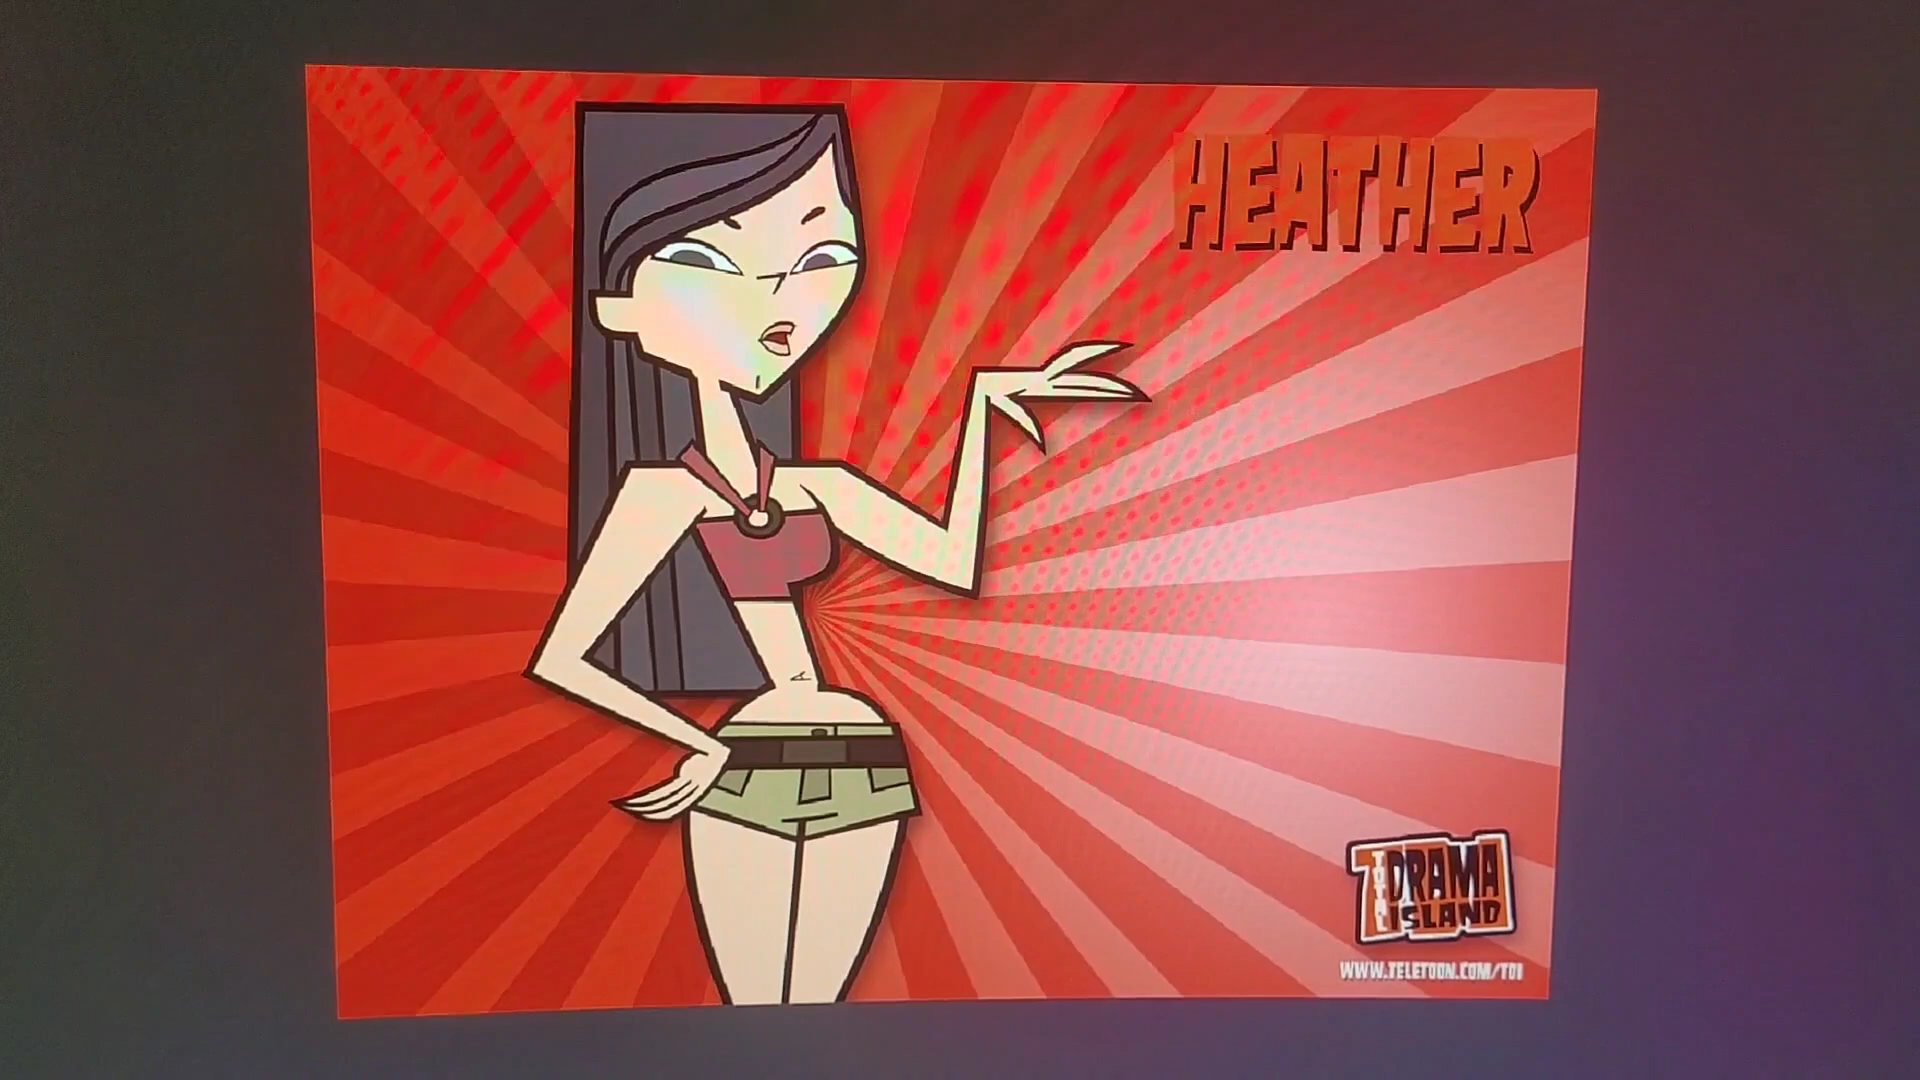 HEATHER
TOTAL
DRAMA
ISLAND
WWW.TELETOON.COM/TDI